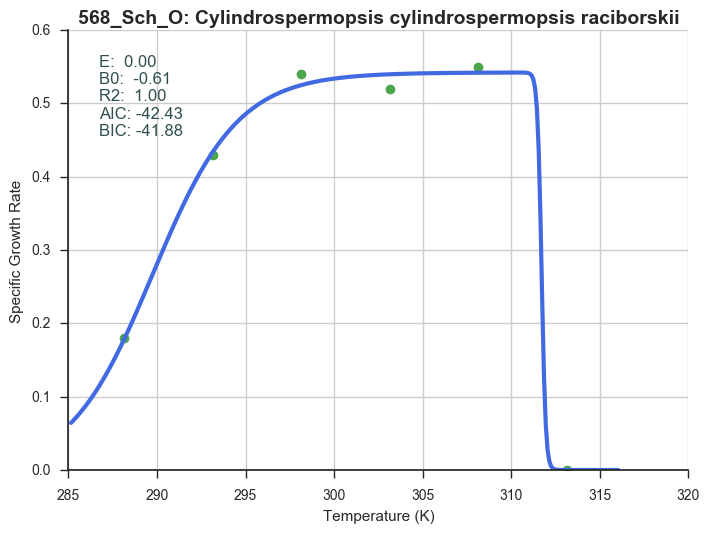 568_Sch_O: Cylindrospermopsis cylindrospermopsis raciborskii
0.6
0.5
0.4
0.3
0.2
0.1
0.0
E:  0.00
B0:  -0.61
R2:  1.00
AIC: -42.43
BIC: -41.88
Specific Growth Rate
285
290
295
300
305
310
315
320
Temperature (K)